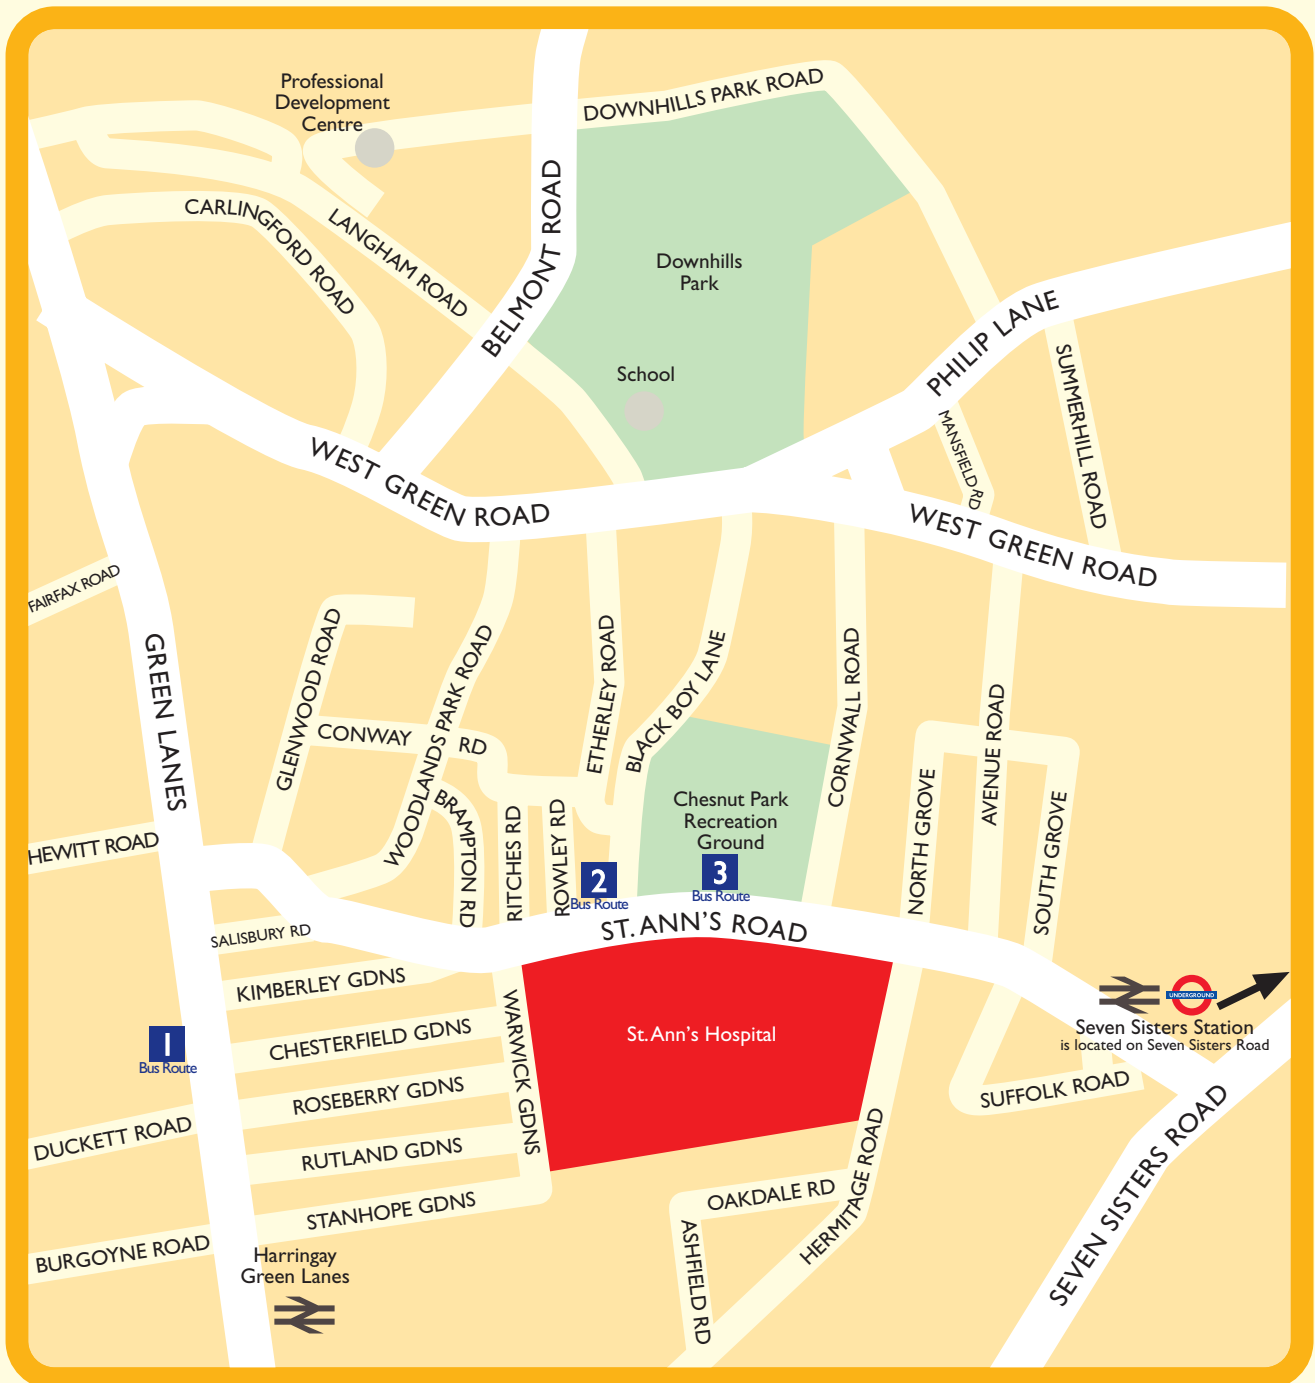 Professional
Development
Centre
DOWNHILLS PARK ROAD
CARLINGFORD ROAD
LANGHAM ROAD
BELMONT ROAD
Downhills
Park
School
PHILIP LANE
SUMMERHILL ROAD
MANSFIELD RD
WEST GREEN ROAD
WEST GREEN ROAD
FAIRFAX ROAD
GREEN LANES
GLENWOOD ROAD
CONWAY RD
WOODLANDS PARK ROAD
ETHERLEY ROAD
BLACK BOY LANE
CORNWALL ROAD
AVENUE ROAD
NORTH GROVE
SOUTH GROVE
BRAMPTON RD
RITCHES RD
ROWLEY RD
Chesnut Park
Recreation
Ground
HEWITT ROAD
2
Bus Route
3
Bus Route
ST. ANN'S ROAD
SALISBURY RD
KIMBERLEY GDNS
CHESTERFIELD GDNS
ROSEBERRY GDNS
RUTLAND GDNS
STANHOPE GDNS
WARWICK GDNS
St. Ann's Hospital
UNDERGROUND
Seven Sisters Station
is located on Seven Sisters Road
1
Bus Route
SUFFOLK ROAD
DUCKETT ROAD
BURGOYNE ROAD
OAKDALE RD
HERMITAGE ROAD
ASHFIELD RD
SEVEN SISTERS ROAD
Harringay
Green Lanes